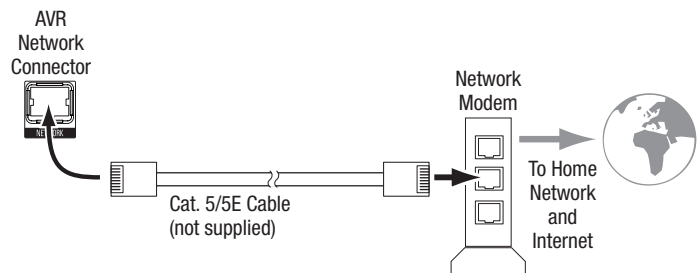 AVR
Network
Connector
NETWORK
Network
Modem
To Home
Network
and
Internet
Cat. 5/5E Cable
(not supplied)